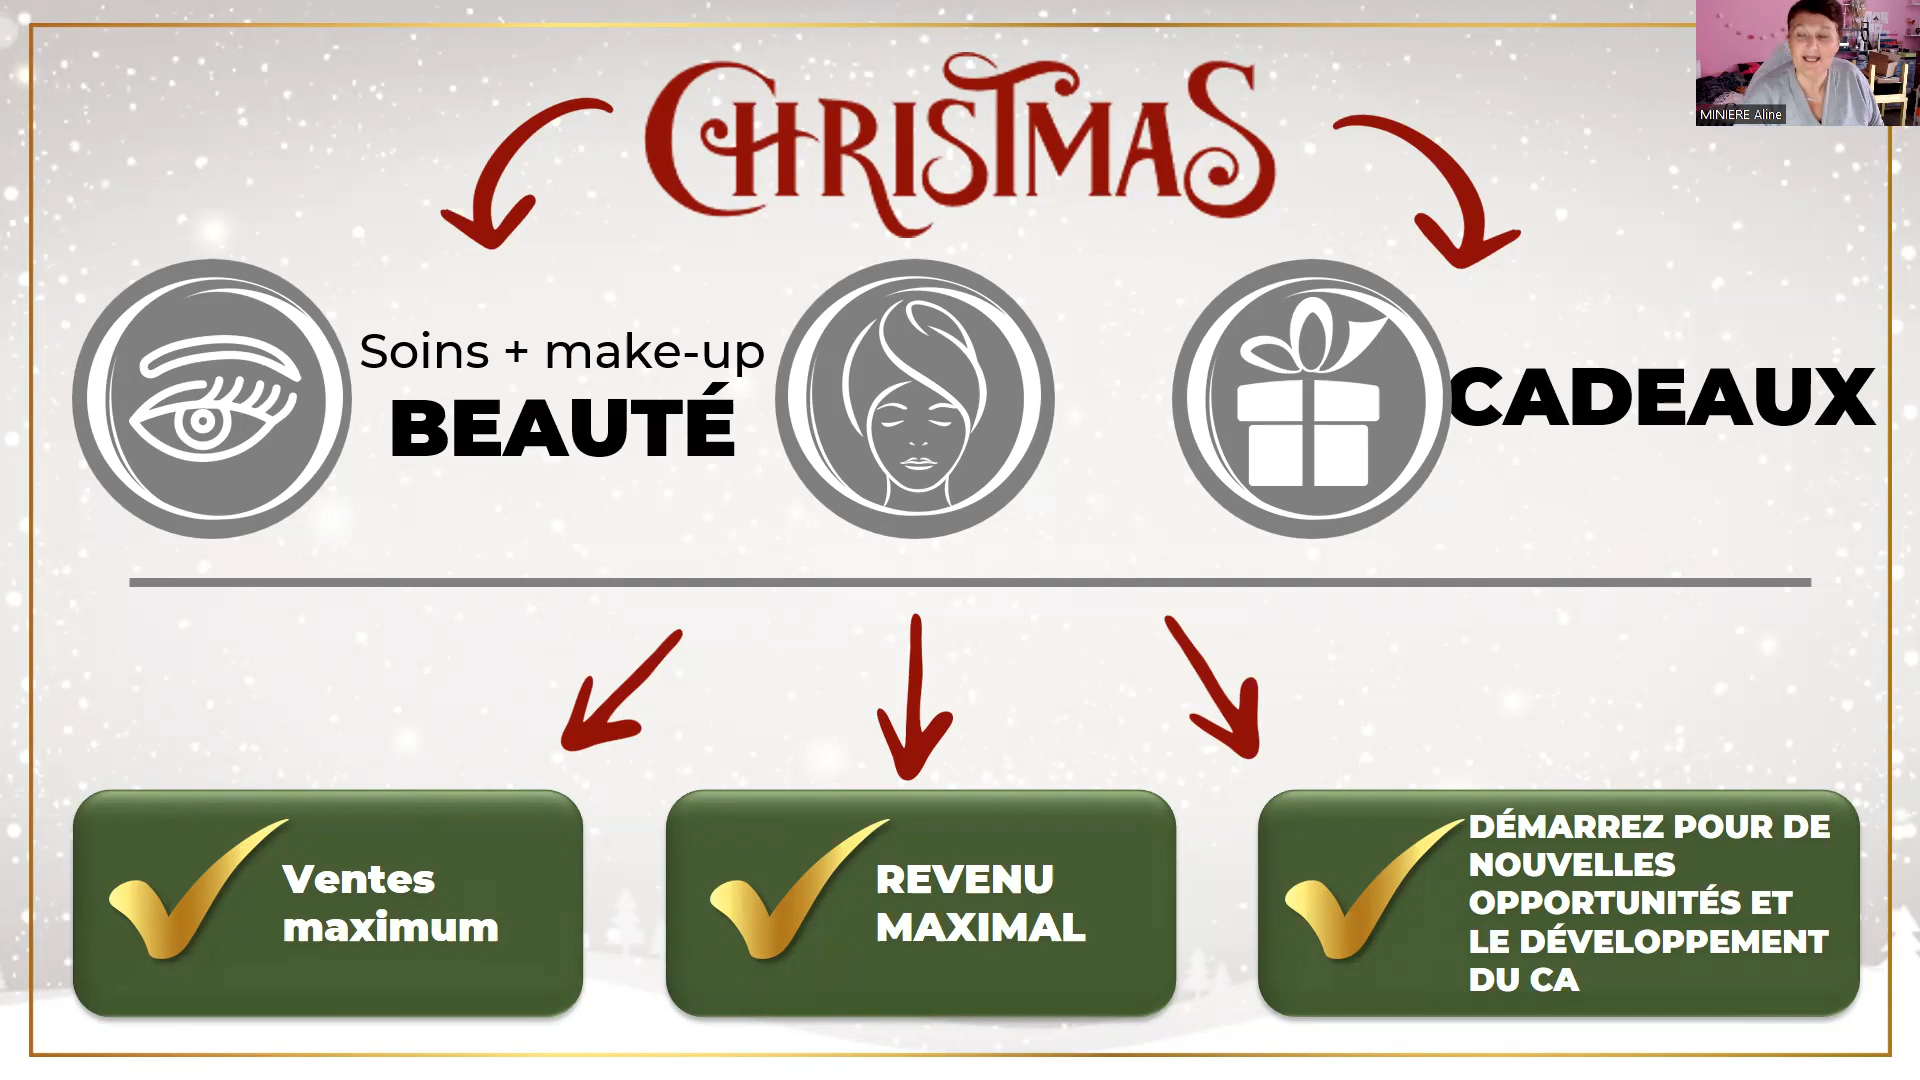 CHRISTMAS
MINIERE Aline
Soins + make-up
BEAUTÉ
CADEAUX
Ventes
maximum
REVENU
MAXIMAL
DÉMARREZ POUR DE
NOUVELLES
OPPORTUNITÉS ET
LE DÉVELOPPEMENT
DU CA